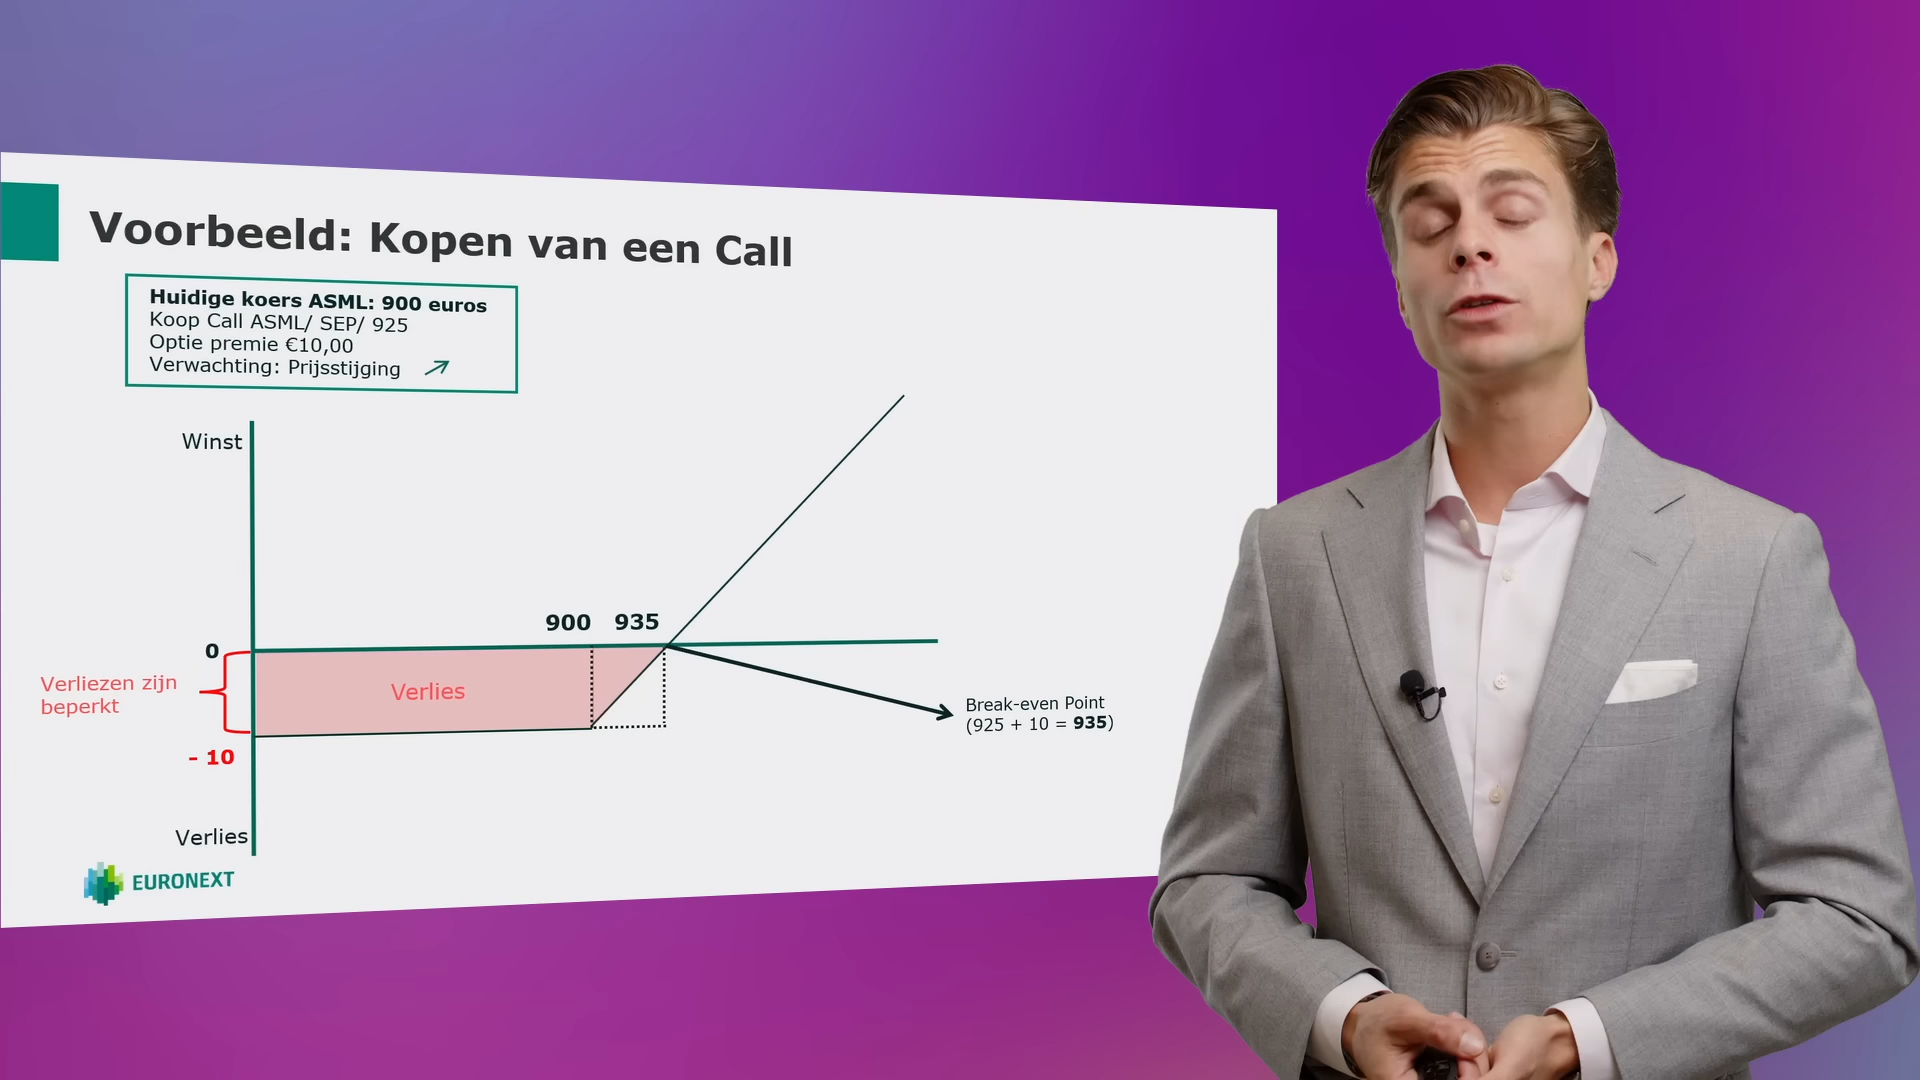 Voorbeeld: Kopen van een Call
Huidige koers ASML: 900 euros
Koop Call ASML/ SEP/ 925
Optie premie €10,00
Verwachting: Prijsstijging
Winst
900 935
0
Verliezen zijn
beperkt
Verlies
Break-even Point
(925 + 10 = 935)
- 10
Verlies
EURONEXT